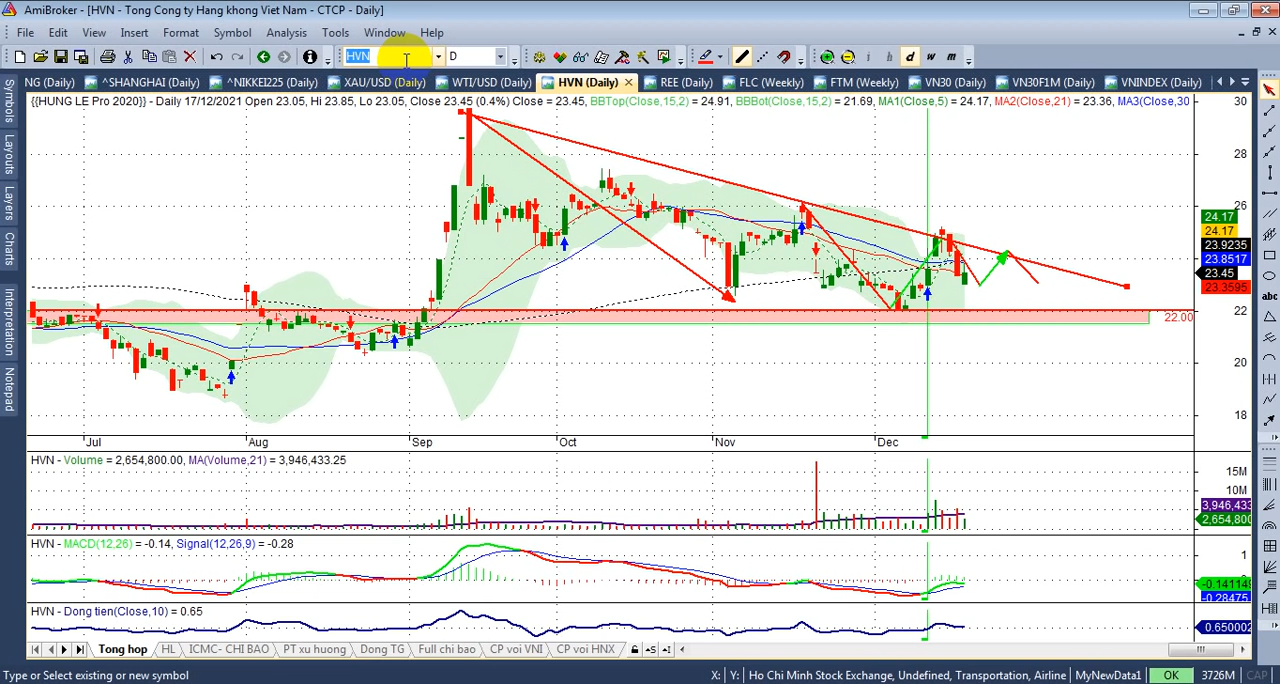 AmiBroker - [HVN - Tong Cong ty Hang khong Viet Nam - CTCP - Daily]
File Edit View Insert Format Symbol Analysis Tools Window Help
HVN D i h d w m
NG (Daily) ^SHANGHAI (Daily) ^NIKKEI225 (Daily) XAU/USD (Daily) WTI/USD (Daily) HVN (Daily) REE (Daily) FLC (Weekly) FTM (Weekly) VN30 (Daily) VN30F1M (Daily) VNINDEX (Daily)
Symbols
Layouts
Layers
Charts
Interpretation
Notepad
{{HUNG LE Pro 2020}} - Daily 17/12/2021 Open 23.05, Hi 23.85, Lo 23.05, Close 23.45 (0.4%) Close = 23.45, BBTop(Close,15,2) = 24.91, BBBot(Close,15,2) = 21.69, MA1(Close,5) = 24.17, MA2(Close,21) = 23.36, MA3(Close,30
30
28
26
24.17
24.17
23.9235
23.8517
23.45
23.3595
22
22.00
20
18
abc
Jul Aug Sep Oct Nov Dec
HVN - Volume = 2,654,800.00, MA(Volume,21) = 3,946,433.25
15M
10M
3,946,433
2,654,800
HVN - MACD(12,26) = -0.14, Signal(12,26,9) = -0.28
1
-0.141149
-0.28475
HVN - Dong tien(Close,10) = 0.65
0.650002
Tong hop HL ICMC- CHI BAO PT xu huong Dong TG Full chi bao CP voi VNI CP voi HNX
Type or Select existing or new symbol X: Y: Ho Chi Minh Stock Exchange, Undefined, Transportation, Airline MyNewData1 OK 3726M CAP